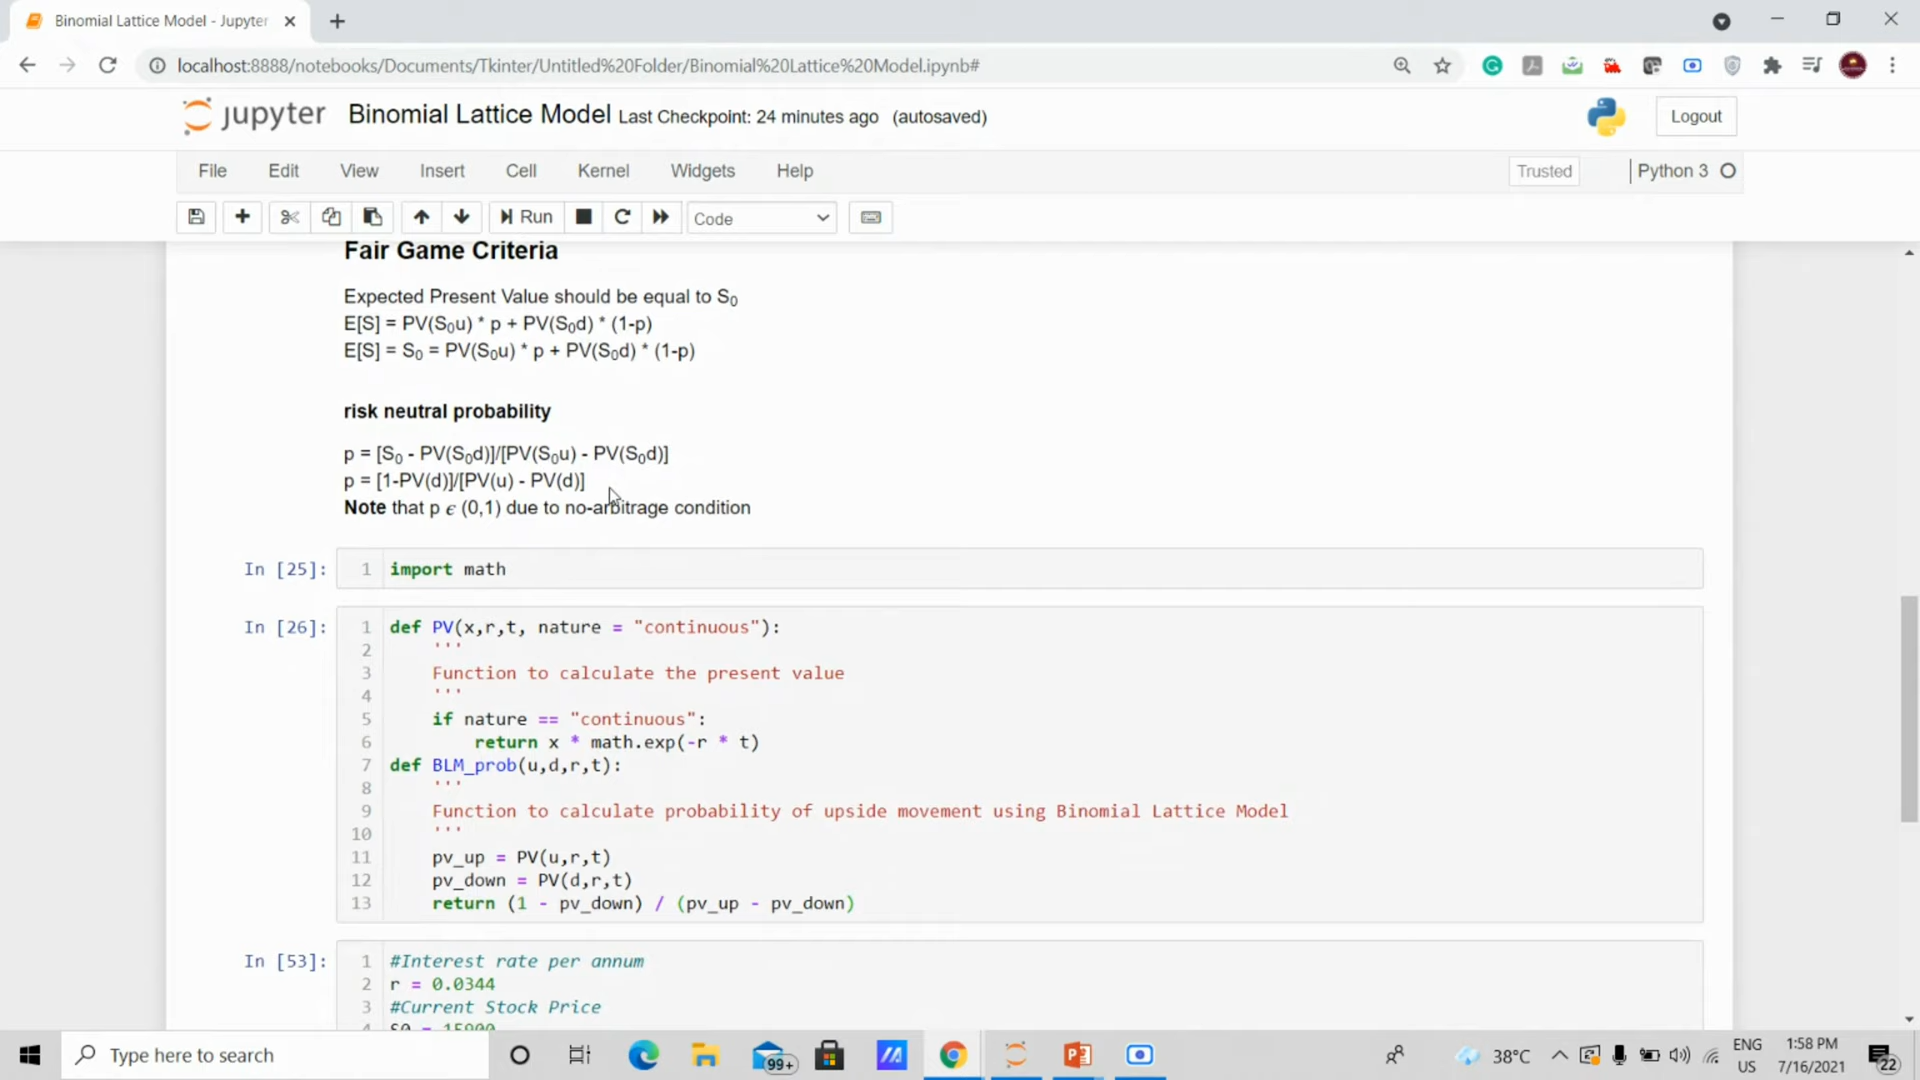 Binomial Lattice Model - Jupyter
localhost:8888/notebooks/Documents/Tkinter/Untitled%20Folder/Binomial%20Lattice%20Model.ipynb#
jupyter Binomial Lattice Model Last Checkpoint: 24 minutes ago (autosaved)
Logout
File Edit View Insert Cell Kernel Widgets Help
Trusted
Python 3
Run
Code
Fair Game Criteria
Expected Present Value should be equal to S₀
E[S] = PV(S₀u) * p + PV(S₀d) * (1-p)
E[S] = S₀ = PV(S₀u) * p + PV(S₀d) * (1-p)
risk neutral probability
p = [S₀ - PV(S₀d)]/[PV(S₀u) - PV(S₀d)]
p = [1-PV(d)]/[PV(u) - PV(d)]
Note that p ϵ (0,1) due to no-arbitrage condition
In [25]:
1 import math
In [26]:
1 def PV(x,r,t, nature = "continuous"):
2     '''
3     Function to calculate the present value
4     '''
5     if nature == "continuous":
6         return x * math.exp(-r * t)
7 def BLM_prob(u,d,r,t):
8     '''
9     Function to calculate probability of upside movement using Binomial Lattice Model
10     '''
11     pv_up = PV(u,r,t)
12     pv_down = PV(d,r,t)
13     return (1 - pv_down) / (pv_up - pv_down)
In [53]:
1 #Interest rate per annum
2 r = 0.0344
3 #Current Stock Price
4 S0 = 15900
Type here to search
99+
38°C
ENG
US
1:58 PM
7/16/2021
22